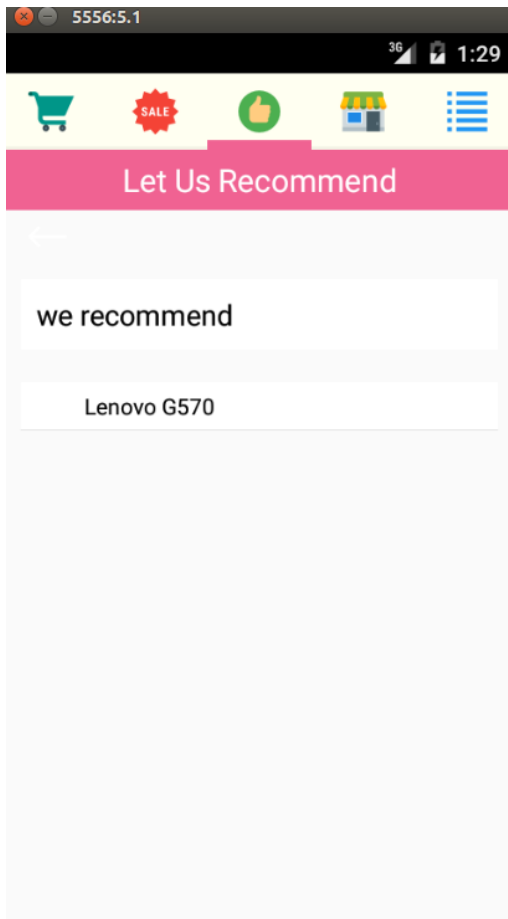 5556:5.1
3G 1:29
SALE
Let Us Recommend
we recommend
Lenovo G570